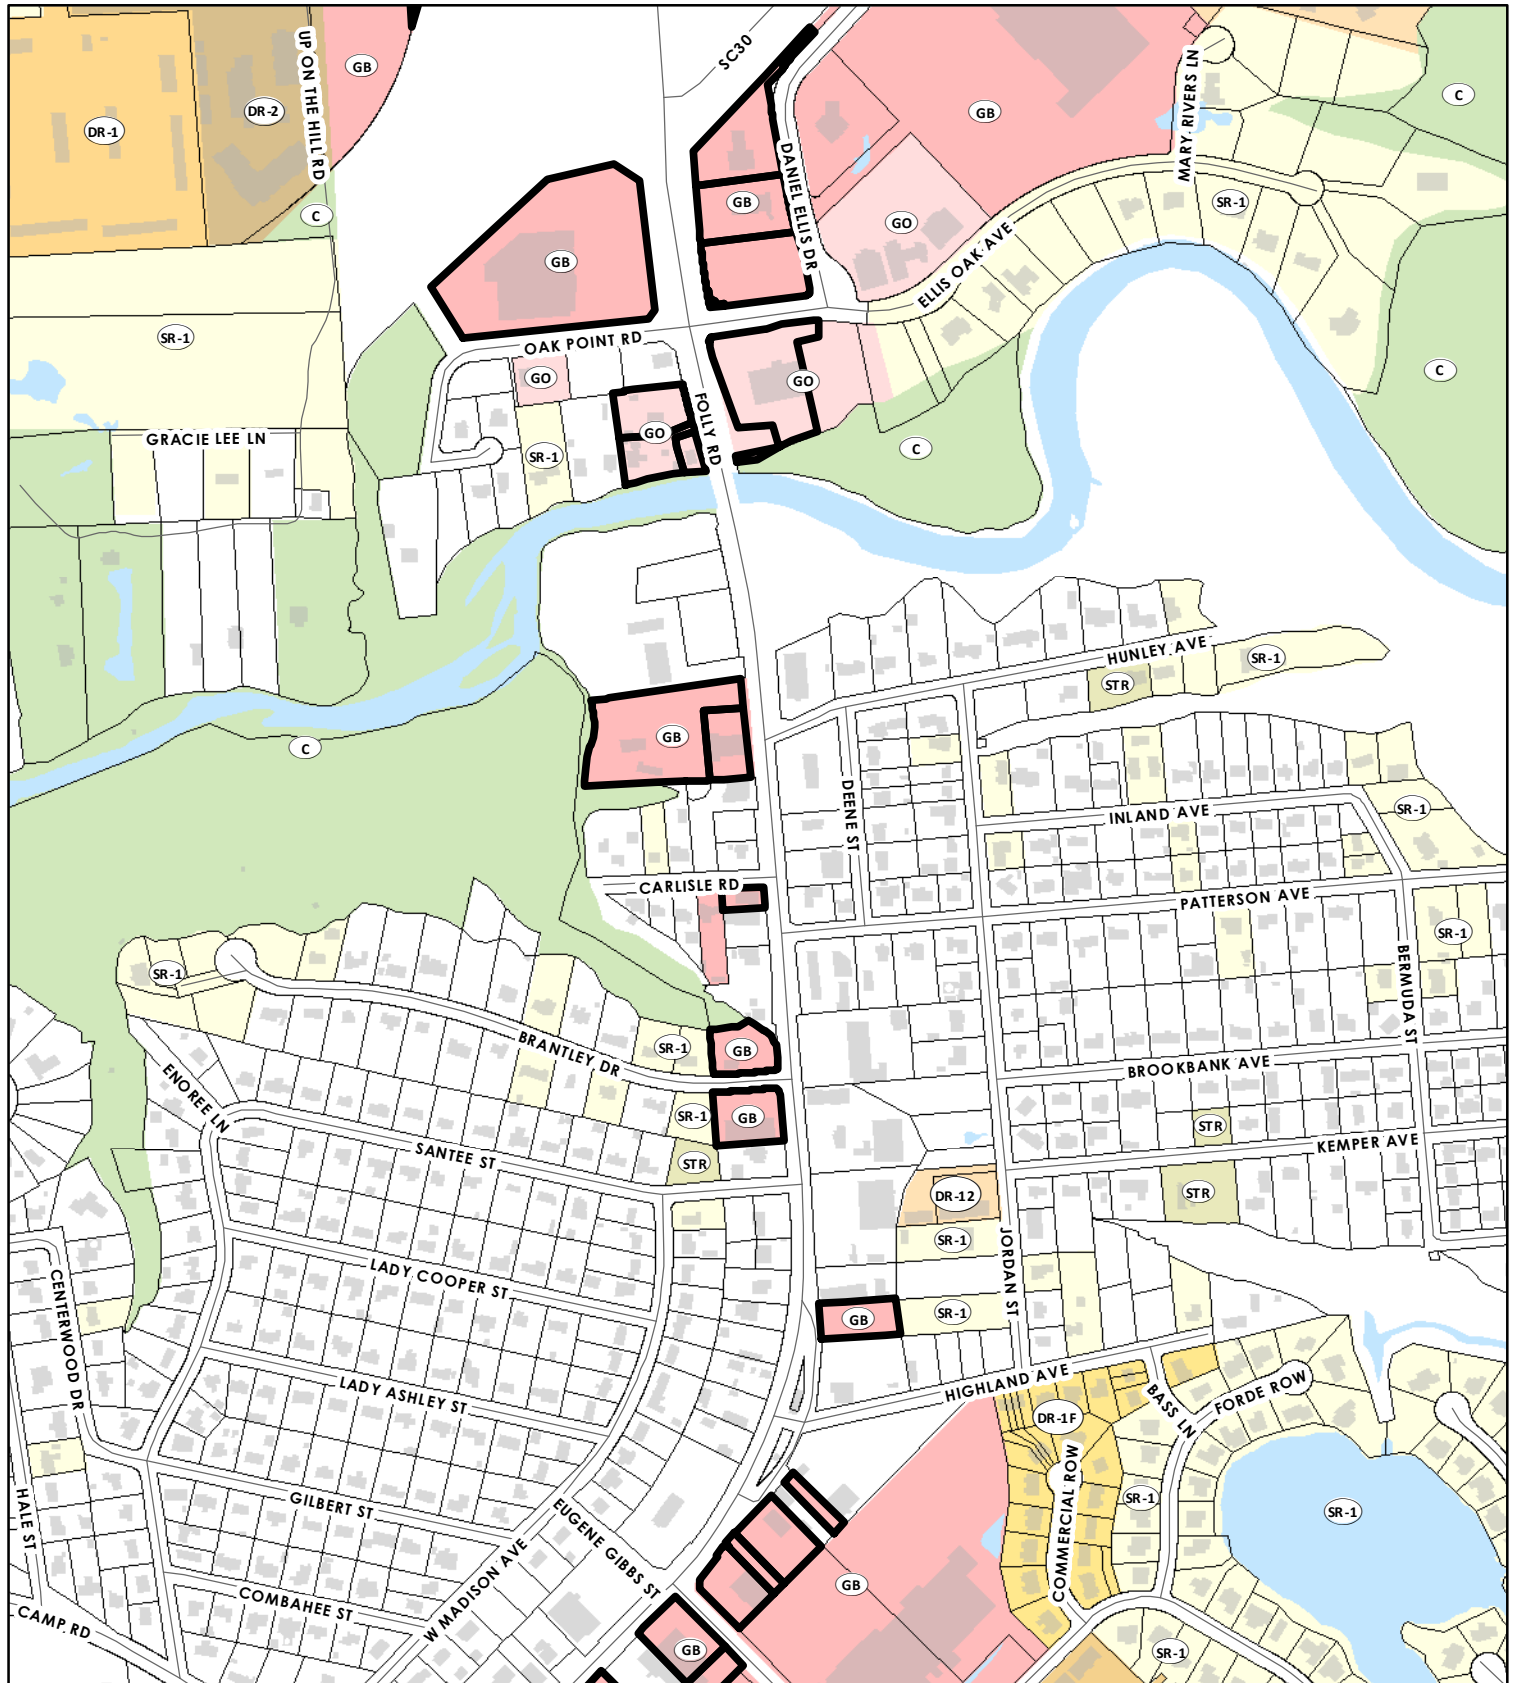 UP ON THE HILL RD
SC30
GB
MARY RIVERS LN
C
DR-2
GB
DR-1
DANIEL ELLIS DR
C
GB
SR-1
GO
ELLIS OAK AVE
GB
SR-1
OAK POINT RD
C
GO
GO
FOLLY RD
GO
GRACIE LEE LN
C
SR-1
HUNLEY AVE
SR-1
STR
GB
C
DEENE ST
INLAND AVE
SR-1
CARLISLE RD
PATTERSON AVE
SR-1
SR-1
BERMUDA ST
BRANTLEY DR
SR-1
GB
BROOKBANK AVE
ENOREE LN
SR-1
GB
STR
KEMPER AVE
SANTEE ST
STR
DR-12
STR
SR-1
JORDAN ST
LADY COOPER ST
CENTERWOOD DR
GB
SR-1
HIGHLAND AVE
LADY ASHLEY ST
BASS LN
FORDE ROW
DR-1F
COMMERCIAL ROW
SR-1
SR-1
GILBERT ST
HALE ST
EUGENE GIBBS ST
W MADISON AVE
GB
COMBAHEE ST
CAMP RD
GB
SR-1